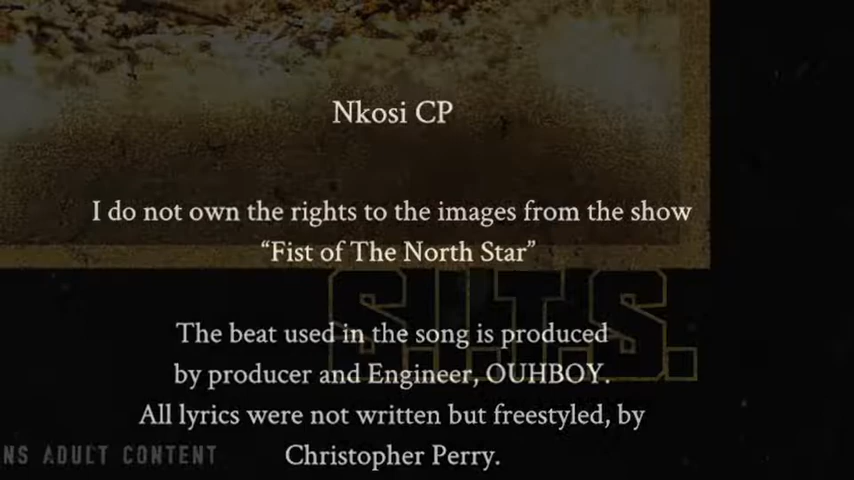 Nkosi CP
I do not own the rights to the images from the show
“Fist of The North Star”
S.I.T.S.
The beat used in the song is produced
by producer and Engineer, OUHBOY.
All lyrics were not written but freestyled, by
NS ADULT CONTENT
Christopher Perry.